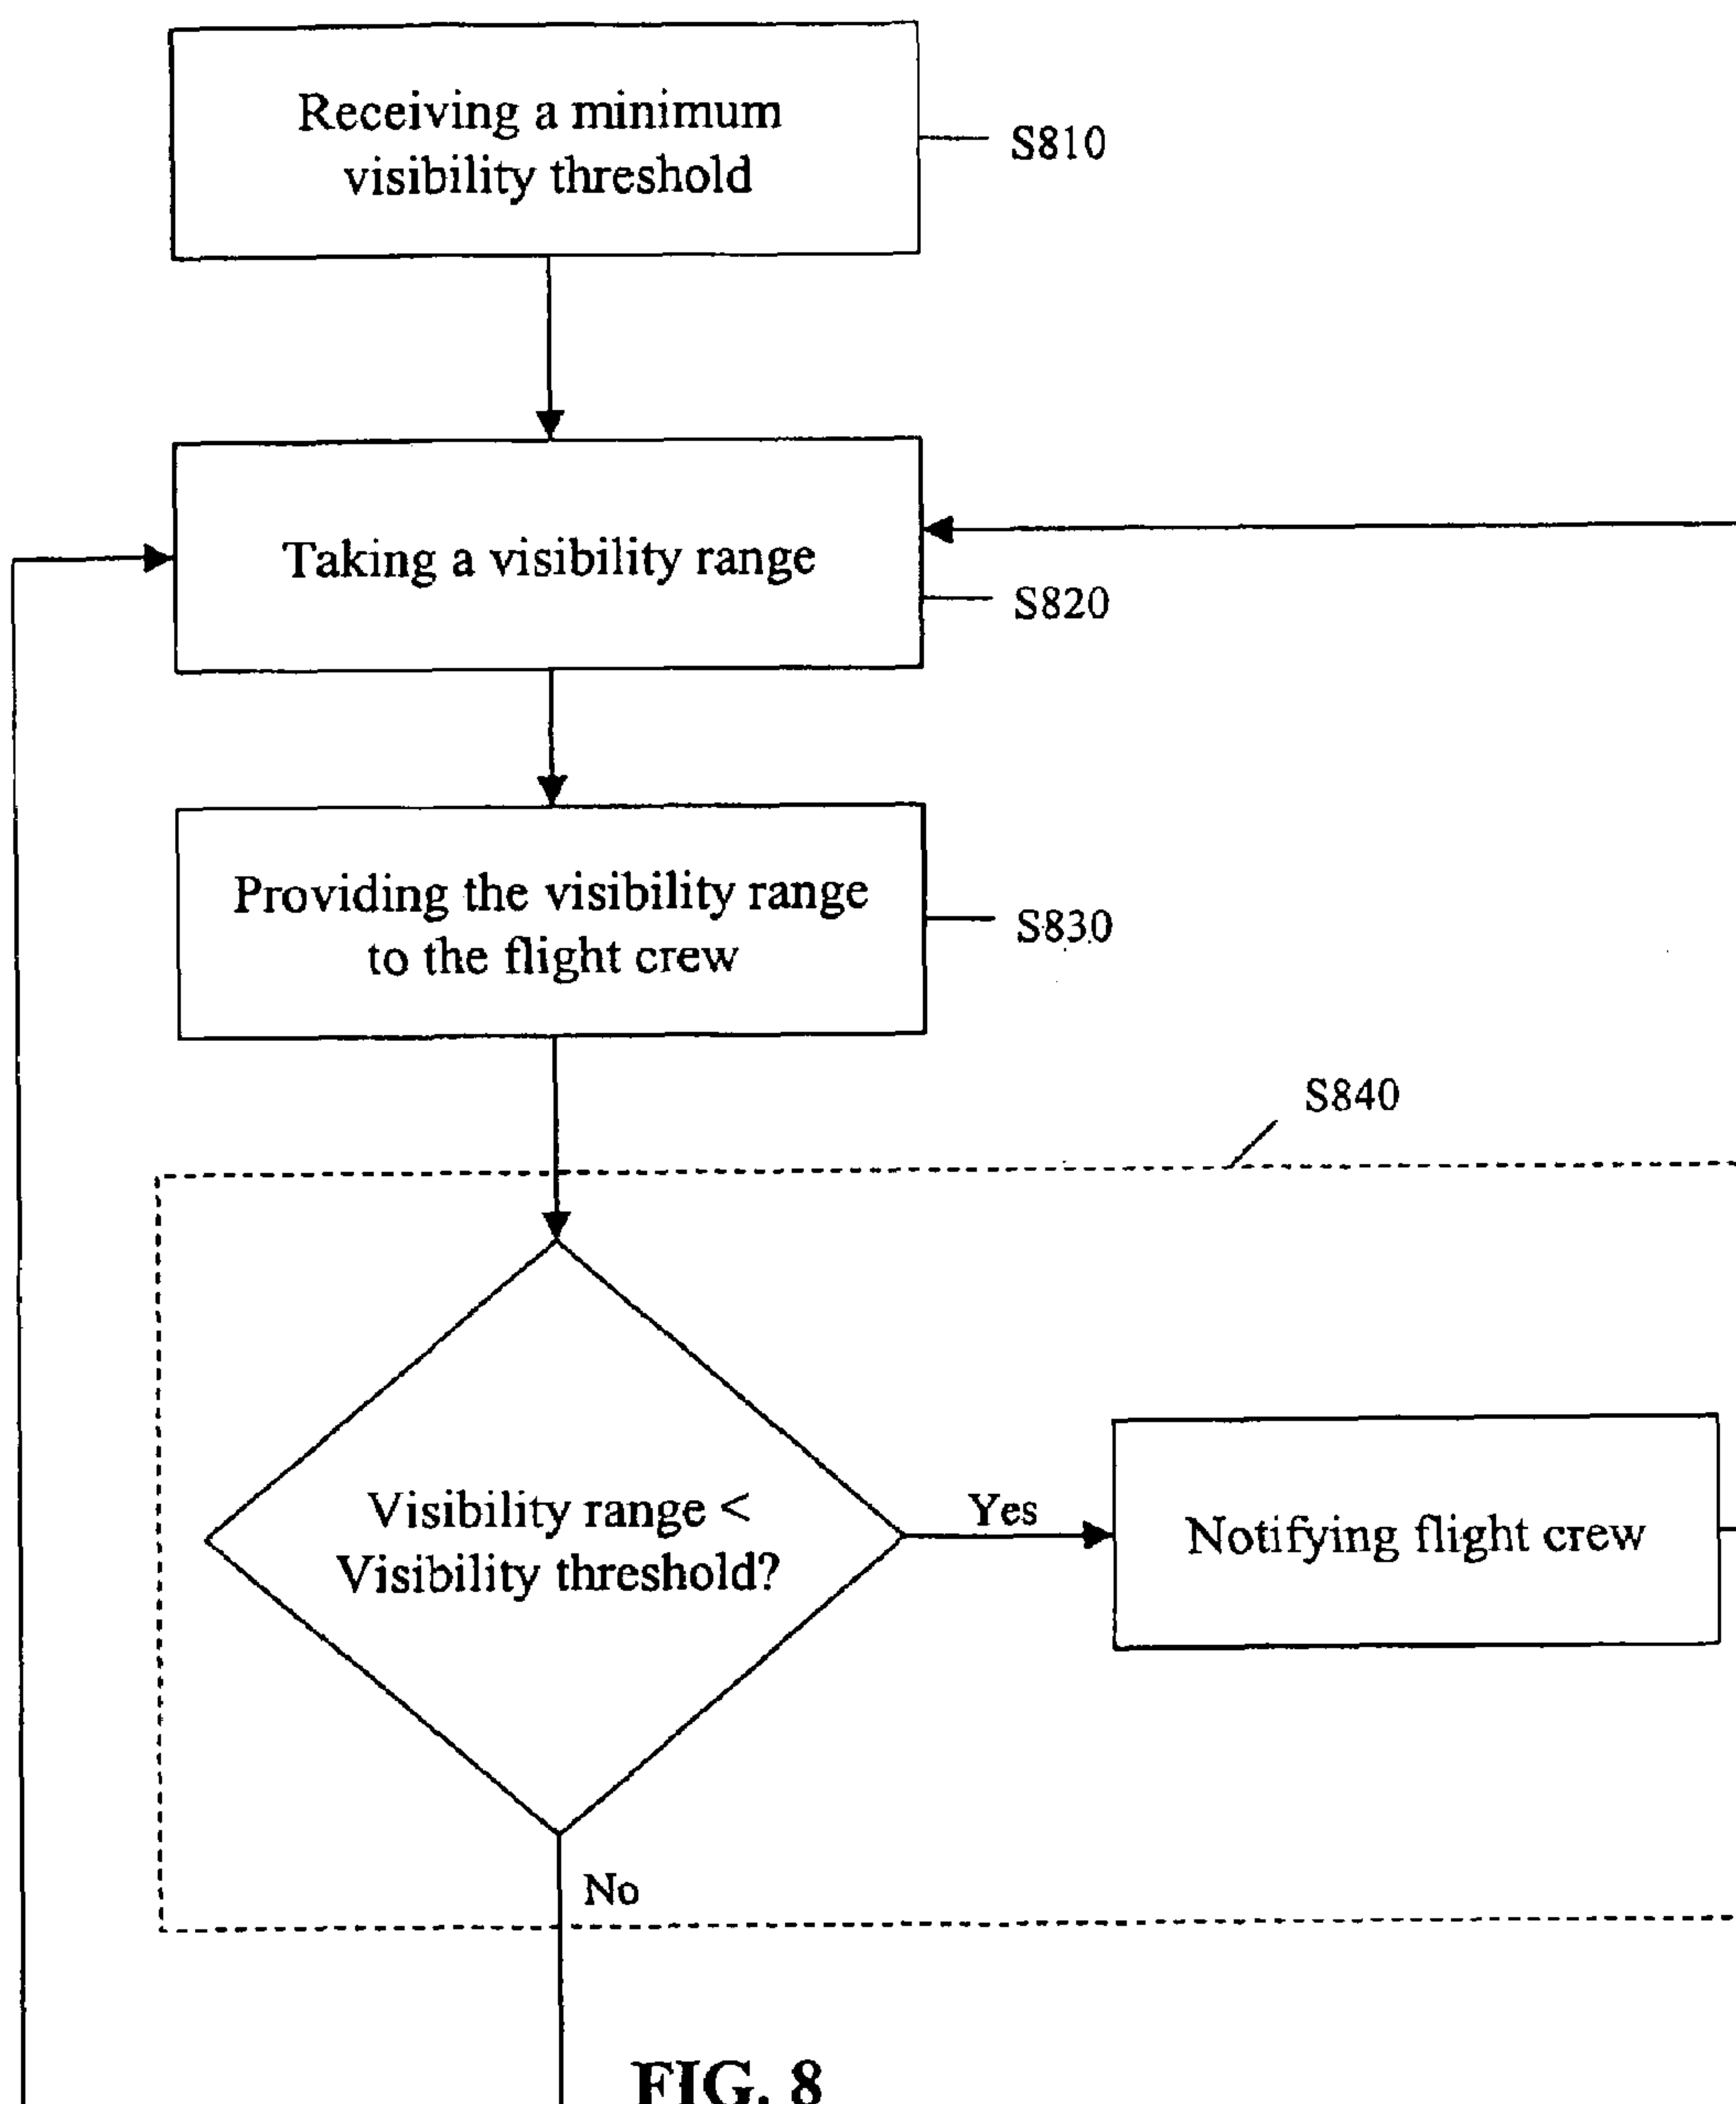 Receiving a minimum
visibility threshold
S810
Taking a visibility range
S820
Providing the visibility range
to the flight crew
S830
S840
Visibility range <
Visibility threshold?
Yes
Notifying flight crew
No
FIG. 8